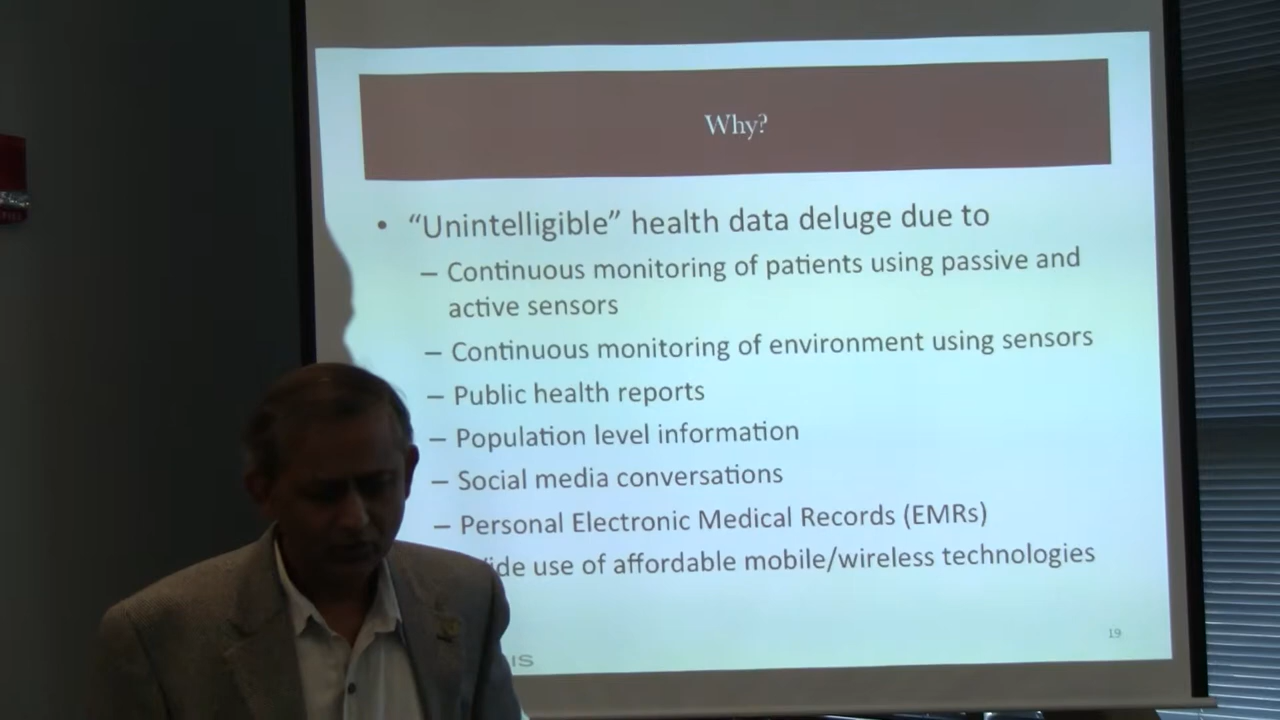 Why?
• “Unintelligible” health data deluge due to
– Continuous monitoring of patients using passive and
active sensors
– Continuous monitoring of environment using sensors
– Public health reports
– Population level information
– Social media conversations
– Personal Electronic Medical Records (EMRs)
use of affordable mobile/wireless technologies
19